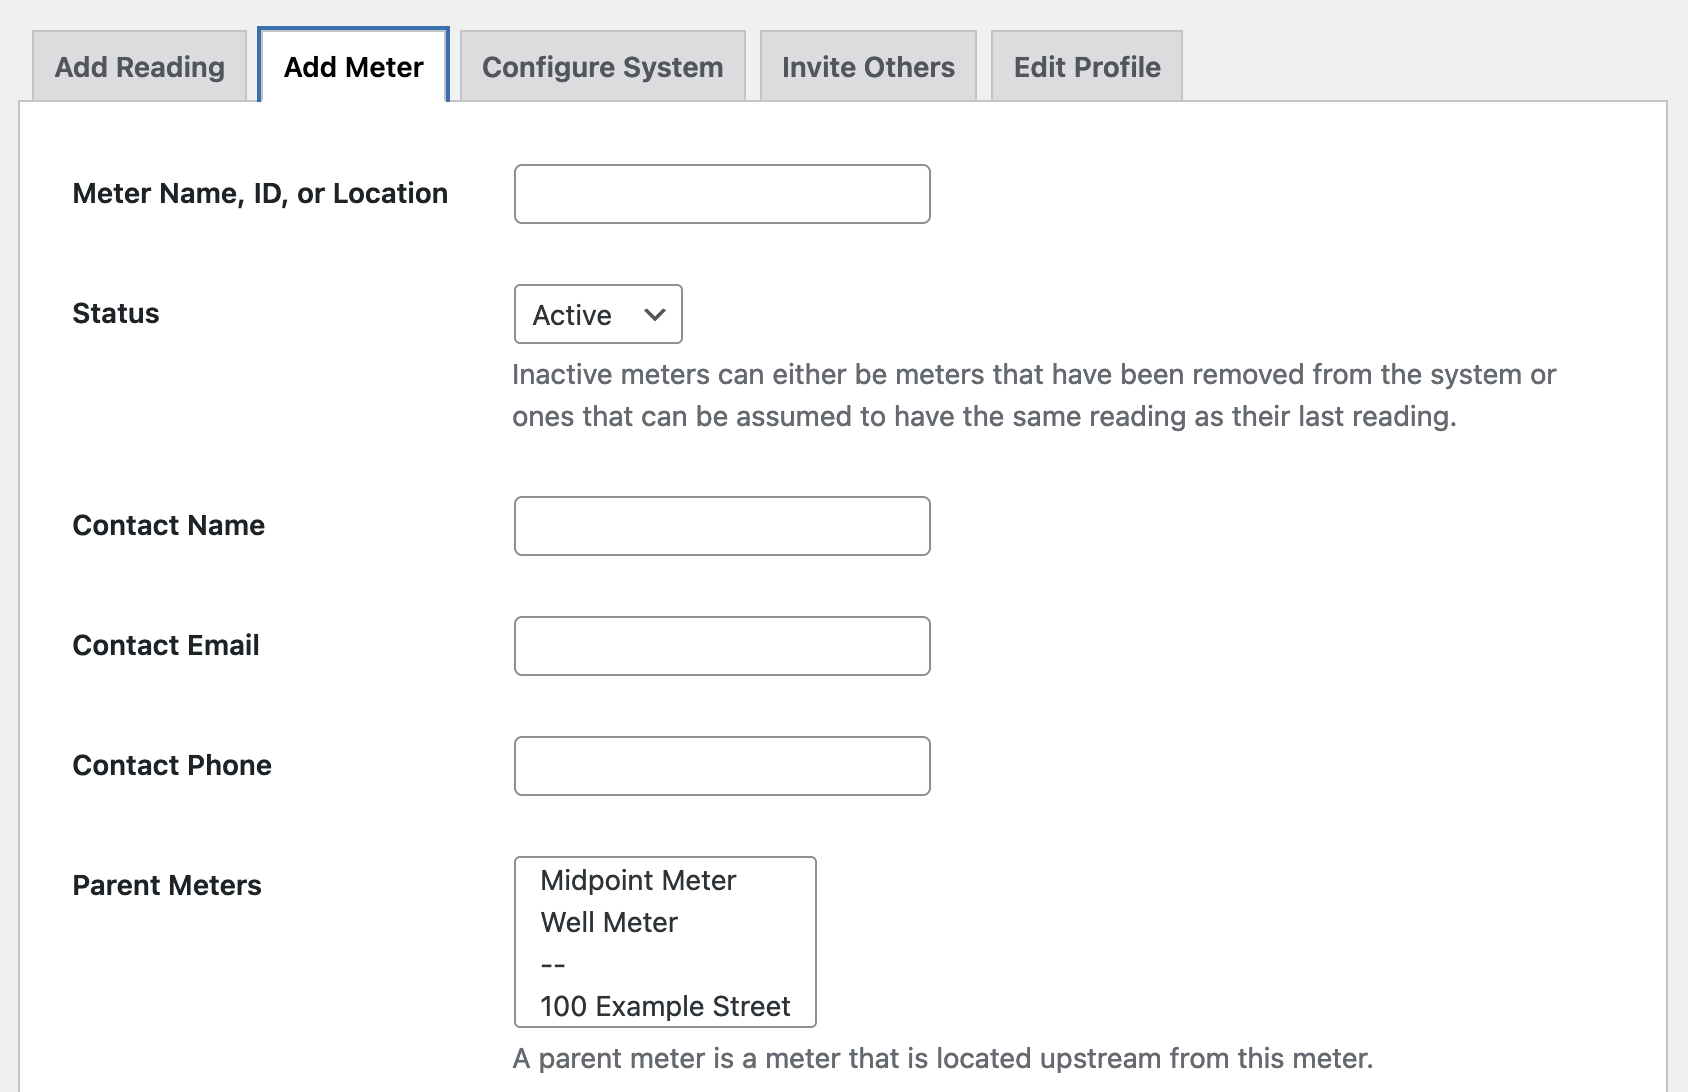 Add Reading Add Meter Configure System Invite Others Edit Profile
Meter Name, ID, or Location
Status Active
Inactive meters can either be meters that have been removed from the system or
ones that can be assumed to have the same reading as their last reading.
Contact Name
Contact Email
Contact Phone
Parent Meters Midpoint Meter
Well Meter
--
100 Example Street
A parent meter is a meter that is located upstream from this meter.